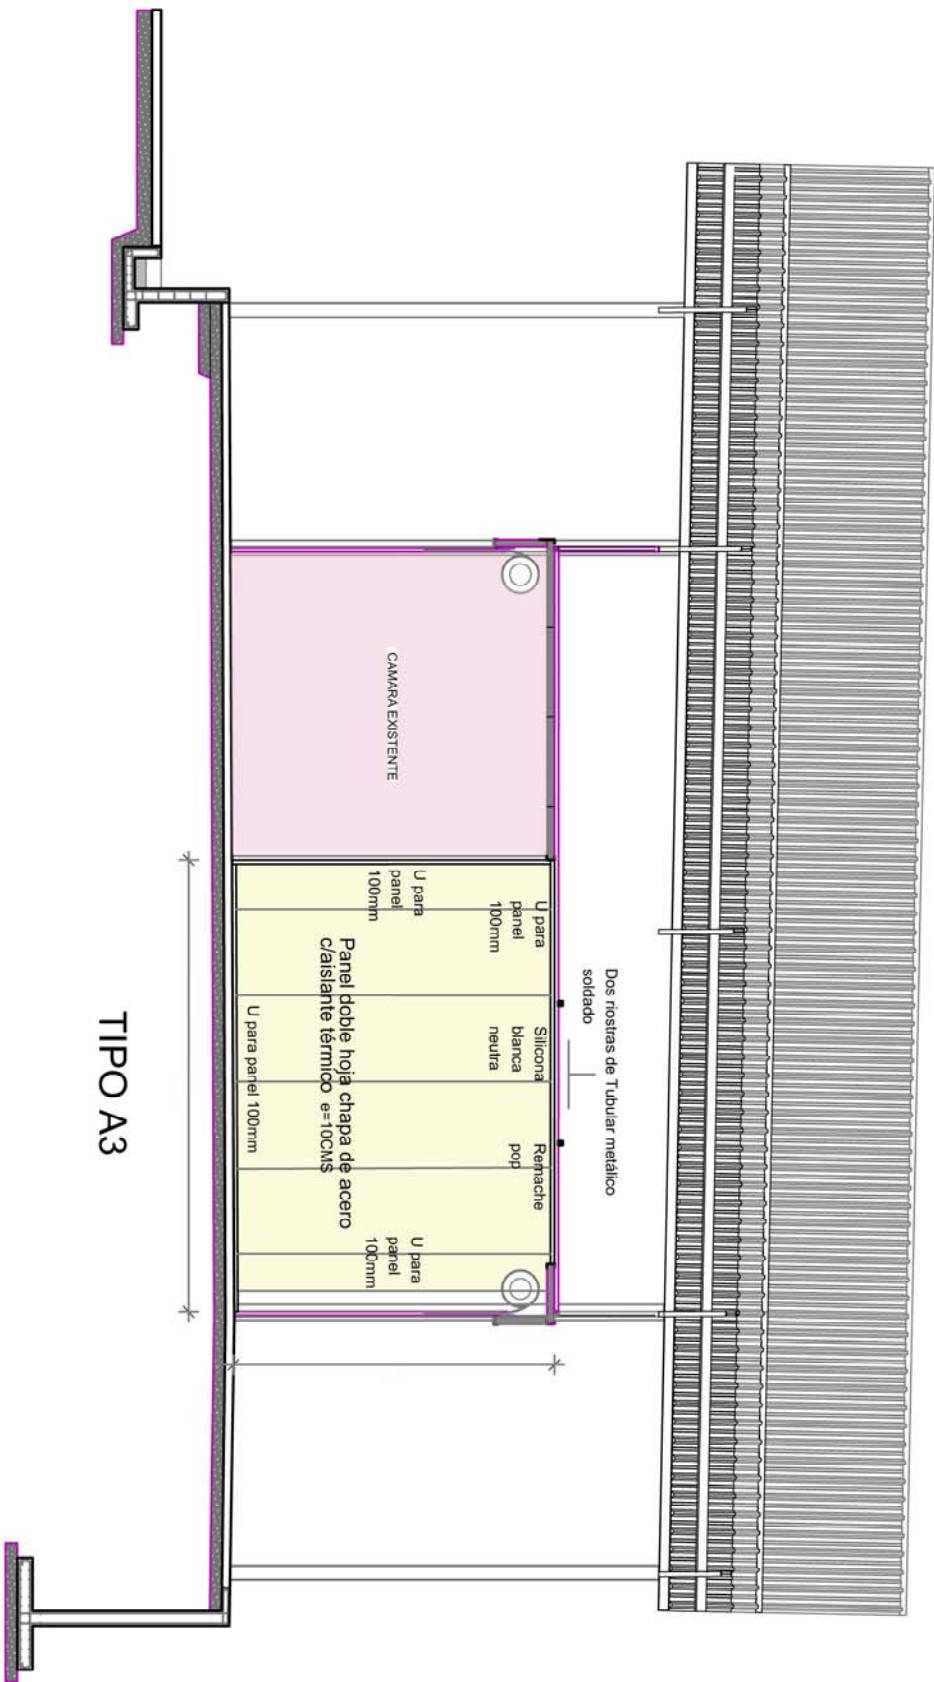 Dos riostras de Tubular metálico
soldado
U para
panel
100mm
Silicona
blanca
neutra
Remache
pop
U para
panel
100mm
U para
panel
100mm
CAMARA EXISTENTE
Panel doble hoja chapa de acero
c/aislante térmico e=10CMS
U para panel 100mm
TIPO A3